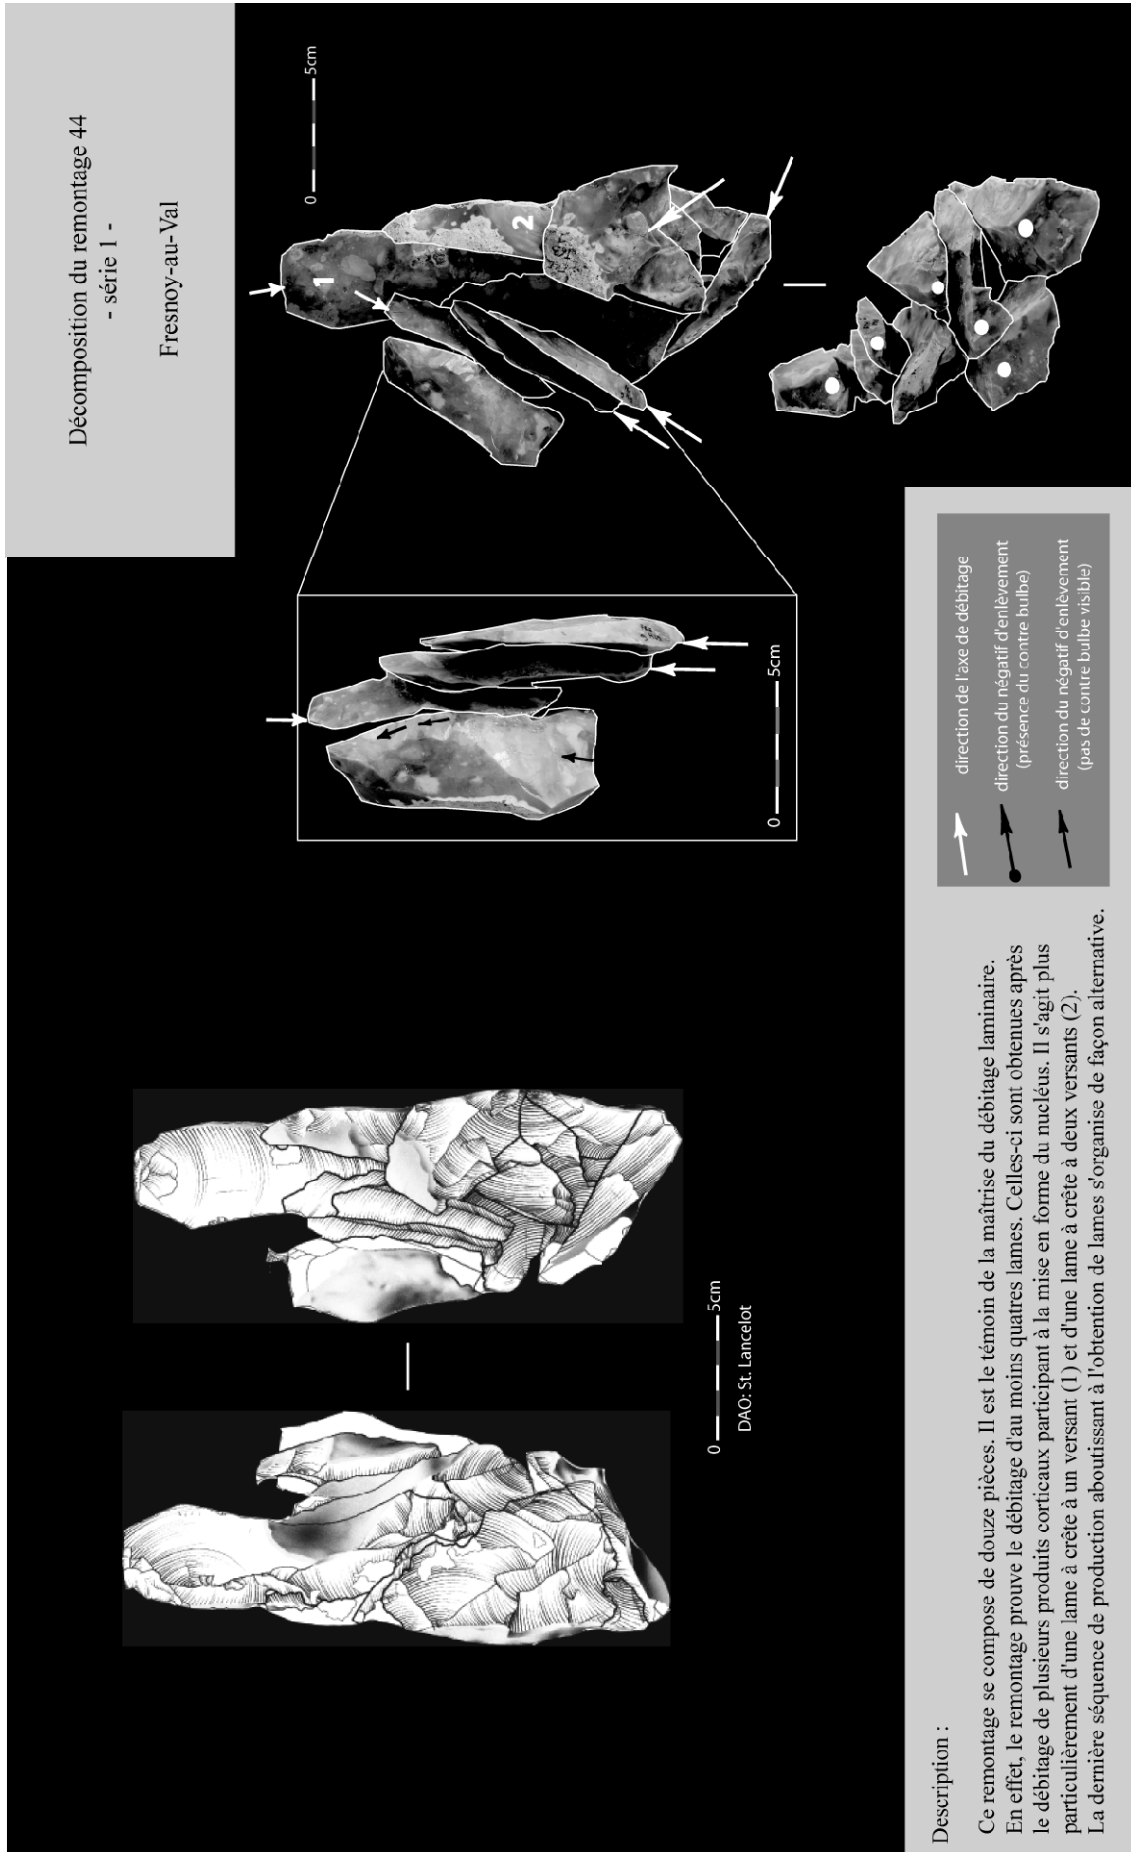 Décomposition du remontage 44
- série 1 -
Fresnoy-au-Val
0 5cm
1
2
0 5cm
0 5cm
DAO: St. Lancelot
direction de l'axe de débitage
direction du négatif d'enlèvement
(présence du contre bulbe)
direction du négatif d'enlèvement
(pas de contre bulbe visible)
Description :
Ce remontage se compose de douze pièces. Il est le témoin de la maîtrise du débitage laminaire.
En effet, le remontage prouve le débitage d'au moins quatres lames. Celles-ci sont obtenues après
le débitage de plusieurs produits corticaux participant à la mise en forme du nucléus. Il s'agit plus
particulièrement d'une lame à crête à un versant (1) et d'une lame à crête à deux versants (2).
La dernière séquence de production aboutissant à l'obtention de lames s'organise de façon alternative.